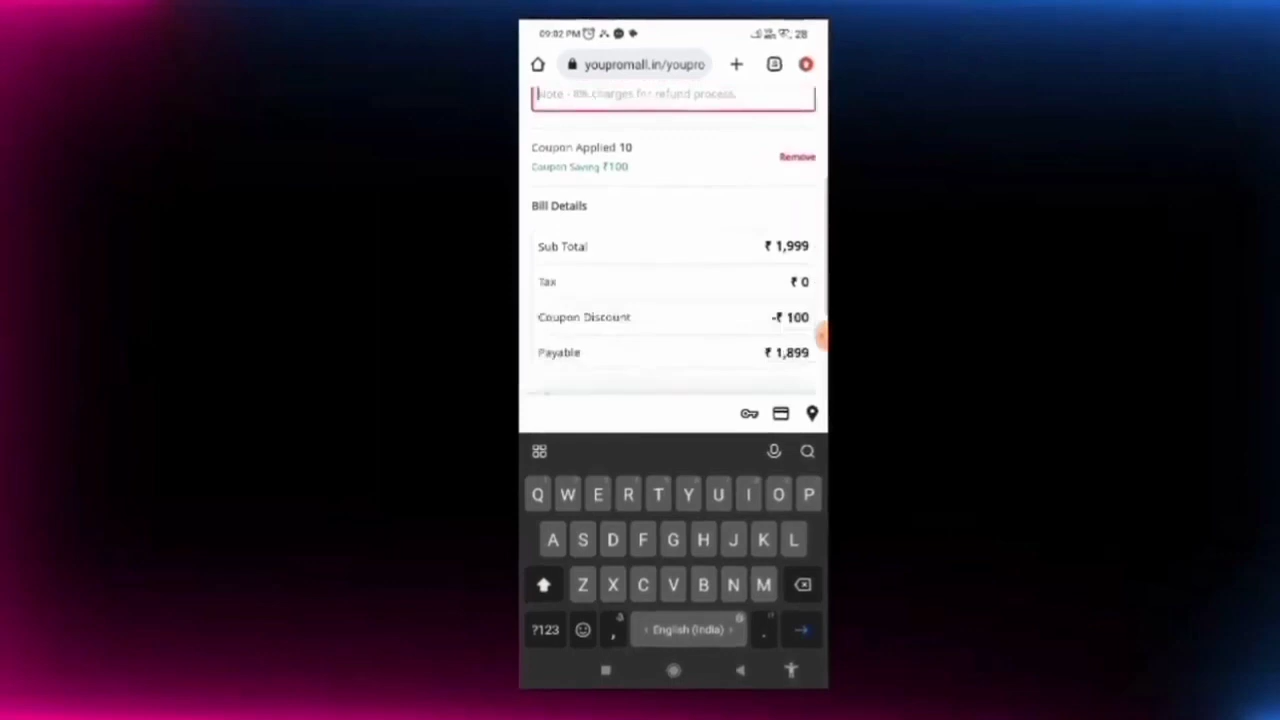 09:02 PM
28
youpromall.in/youpro
Note - charges for refund process.
Coupon Applied 10
Coupon Saving ₹100
Remove
Bill Details
Sub Total ₹ 1,999
Tax ₹ 0
Coupon Discount -₹ 100
Payable ₹ 1,899
Q W E R T Y U I O P
A S D F G H J K L
Z X C V B N M
?123 , English (India) .